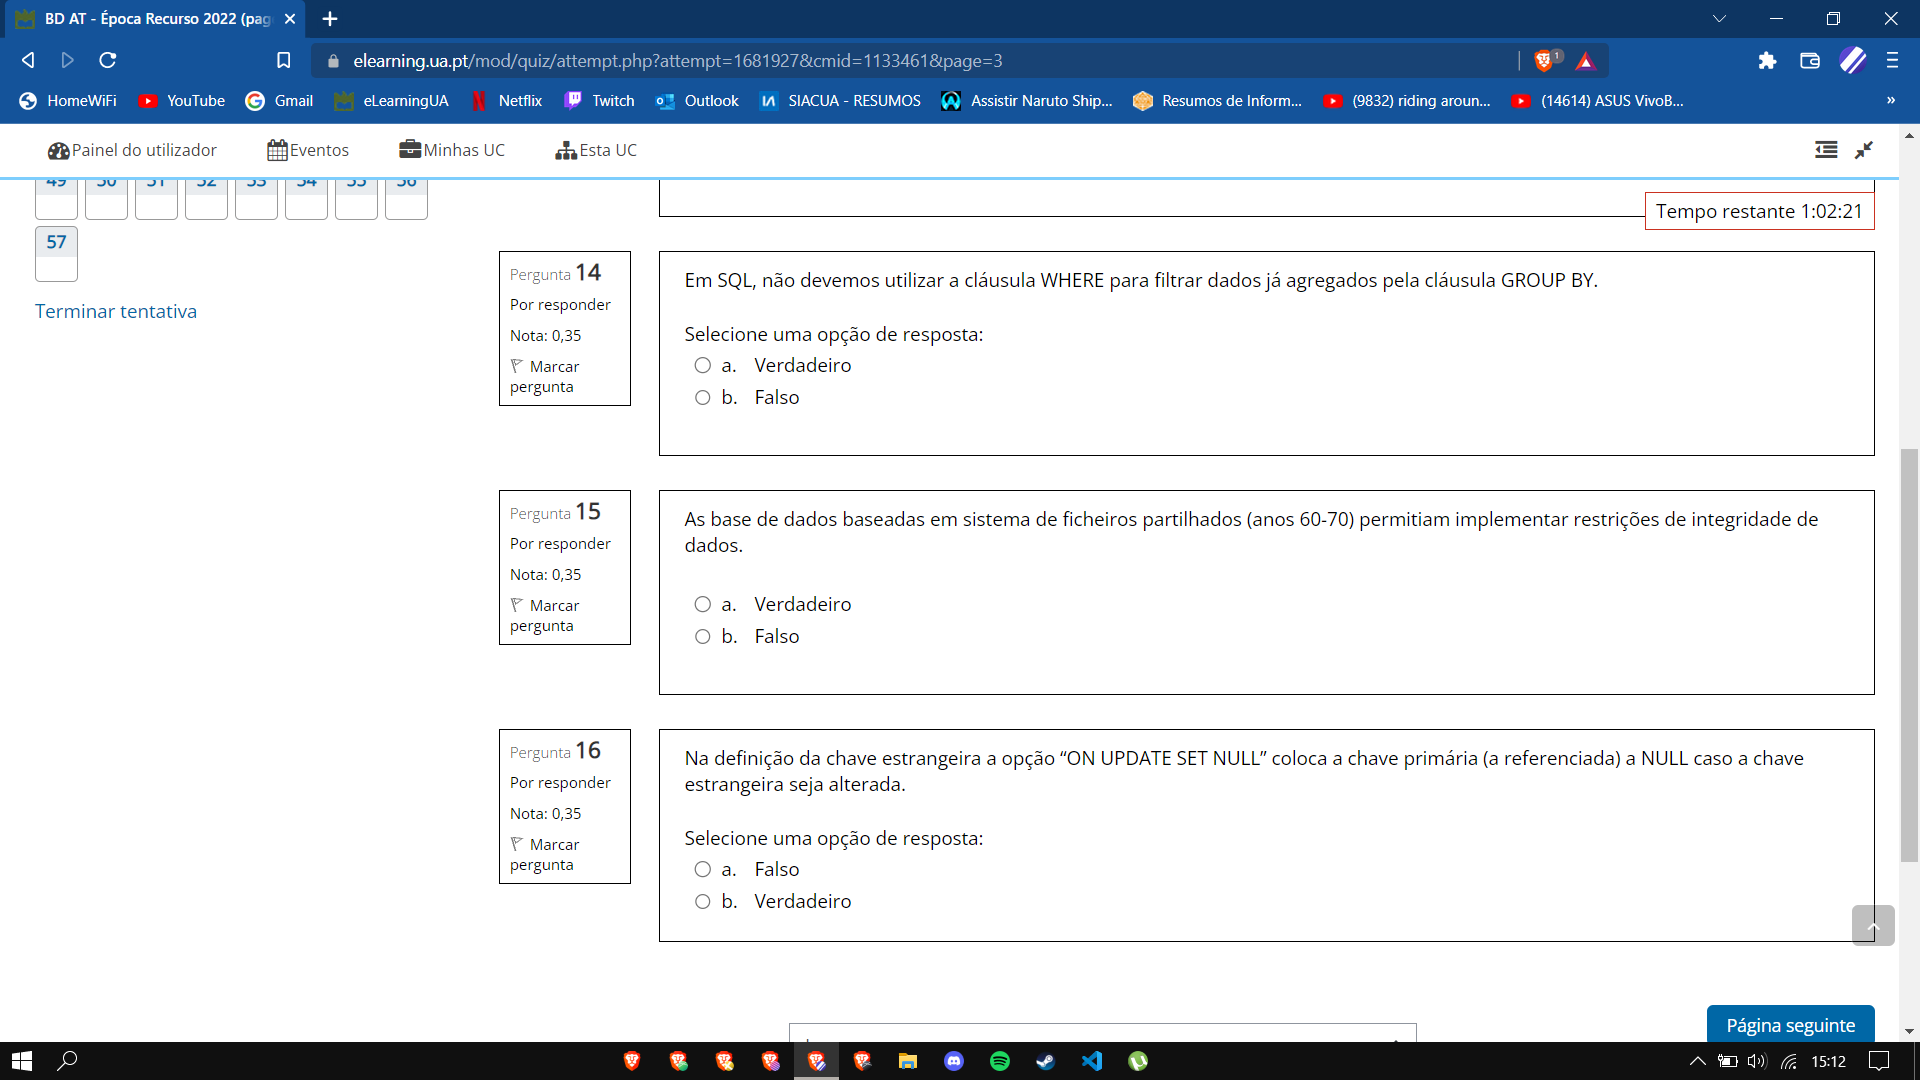 BD AT - Época Recurso 2022 (pag
elearning.ua.pt/mod/quiz/attempt.php?attempt=1681927&cmid=1133461&page=3
1
HomeWiFi YouTube Gmail eLearningUA Netflix Twitch Outlook SIACUA - RESUMOS Assistir Naruto Ship... Resumos de Inform... (9832) riding aroun... (14614) ASUS VivoB... »
Painel do utilizador Eventos Minhas UC Esta UC
49 50 51 52 53 54 55 56
57
Terminar tentativa
Tempo restante 1:02:21
Pergunta 14
Por responder
Nota: 0,35
Marcar
pergunta
Em SQL, não devemos utilizar a cláusula WHERE para filtrar dados já agregados pela cláusula GROUP BY.
Selecione uma opção de resposta:
a. Verdadeiro
b. Falso
Pergunta 15
Por responder
Nota: 0,35
Marcar
pergunta
As base de dados baseadas em sistema de ficheiros partilhados (anos 60-70) permitiam implementar restrições de integridade de
dados.
a. Verdadeiro
b. Falso
Pergunta 16
Por responder
Nota: 0,35
Marcar
pergunta
Na definição da chave estrangeira a opção “ON UPDATE SET NULL” coloca a chave primária (a referenciada) a NULL caso a chave
estrangeira seja alterada.
Selecione uma opção de resposta:
a. Falso
b. Verdadeiro
Página seguinte
15:12